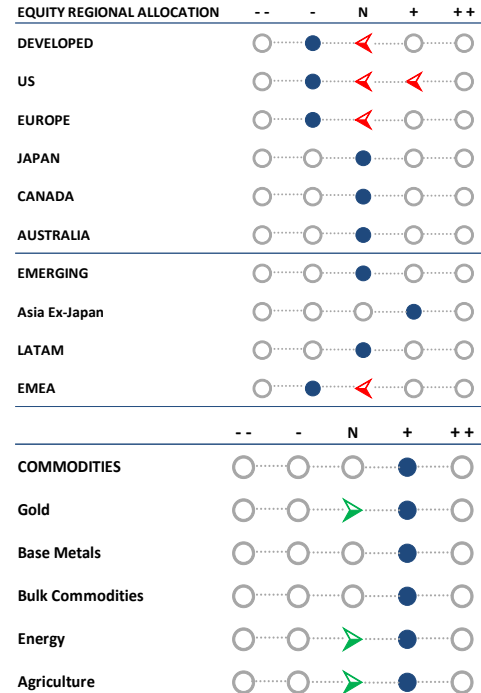 EQUITY REGIONAL ALLOCATION - - - N + + +
DEVELOPED
US
EUROPE
JAPAN
CANADA
AUSTRALIA
EMERGING
Asia Ex-Japan
LATAM
EMEA
- - - N + + +
COMMODITIES
Gold
Base Metals
Bulk Commodities
Energy
Agriculture